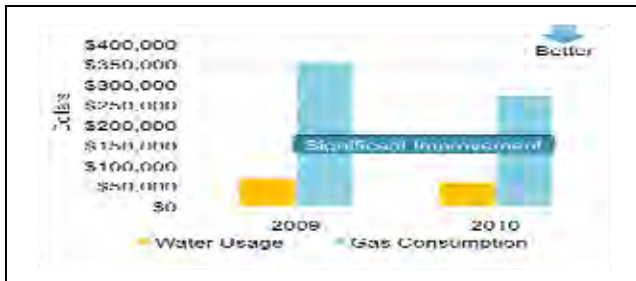 $400,000
Better
$350,000
$300,000
$250,000
$200,000
$150,000
Significant Improvement
$100,000
$50,000
$0
2009
2010
Water Usage
Gas Consumption